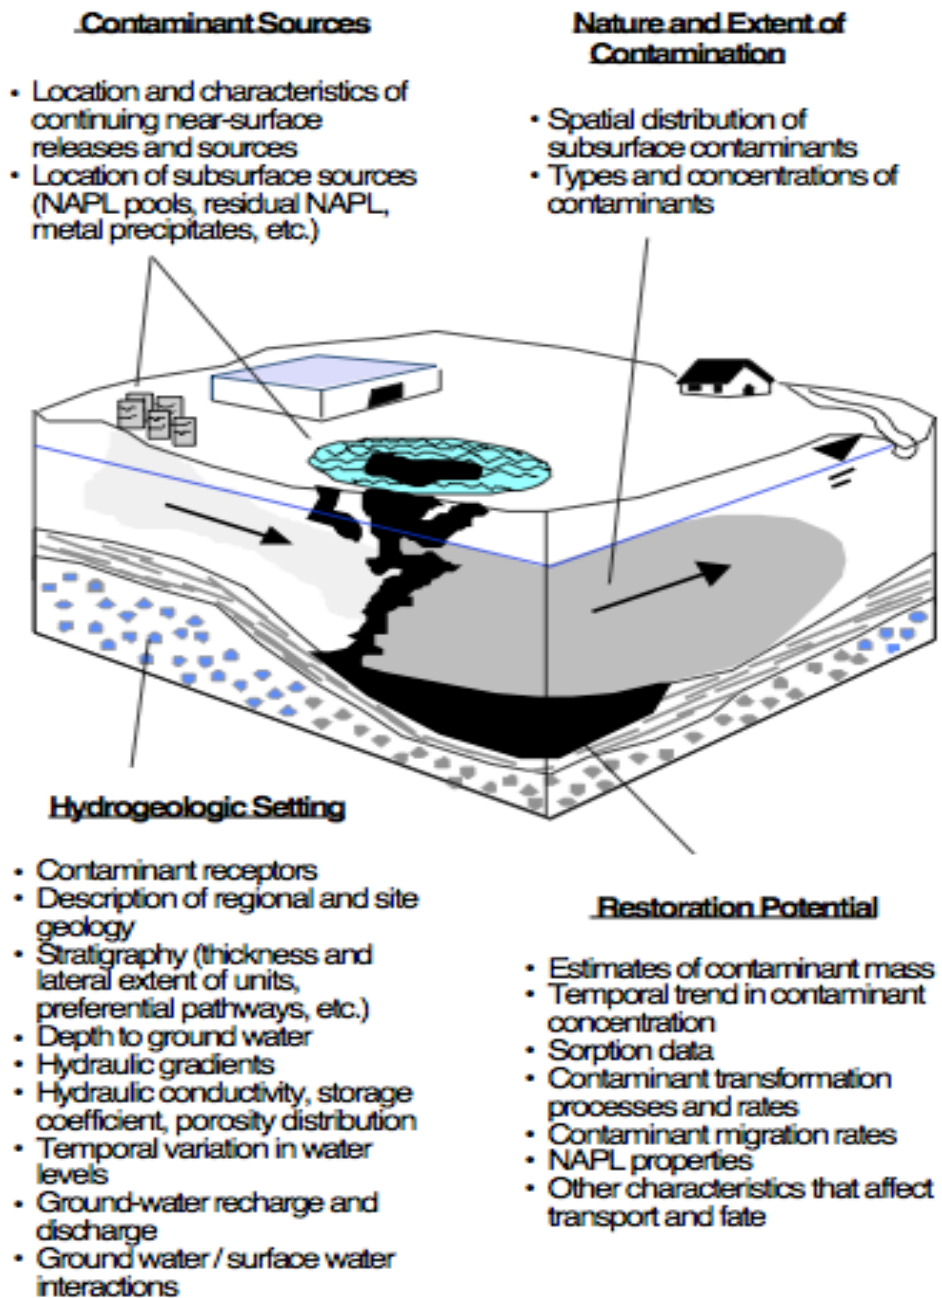 Contaminant Sources
• Location and characteristics of
continuing near-surface
releases and sources
• Location of subsurface sources
(NAPL pools, residual NAPL,
metal precipitates, etc.)
Nature and Extent of
Contamination
• Spatial distribution of
subsurface contaminants
• Types and concentrations of
contaminants
Hydrogeologic Setting
• Contaminant receptors
• Description of regional and site
geology
• Stratigraphy (thickness and
lateral extent of units,
preferential pathways, etc.)
• Depth to ground water
• Hydraulic gradients
• Hydraulic conductivity, storage
coefficient, porosity distribution
• Temporal variation in water
levels
• Ground-water recharge and
discharge
• Ground water / surface water
interactions
Restoration Potential
• Estimates of contaminant mass
• Temporal trend in contaminant
concentration
• Sorption data
• Contaminant transformation
processes and rates
• Contaminant migration rates
• NAPL properties
• Other characteristics that affect
transport and fate